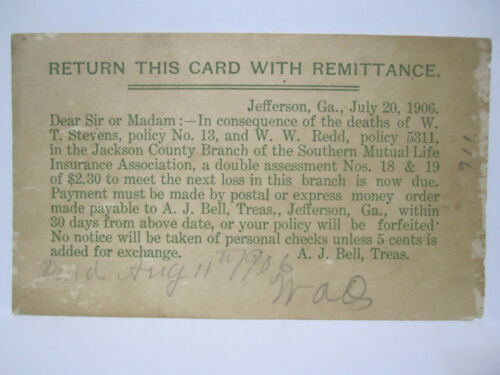 RETURN THIS CARD WITH REMITTANCE.
Jefferson, Ga., July 20, 1906.
Dear Sir or Madam:—In consequence of the deaths of W.
T. Stevens, policy No. 13, and W. W. Redd, policy 5311,
in the Jackson County Branch of the Southern Mutual Life
Insurance Association, a double assessment Nos. 18 & 19
of $2.30 to meet the next loss in this branch is now due.
Payment must be made by postal or express money order
made payable to A. J. Bell, Treas., Jefferson, Ga., within
30 days from above date, or your policy will be forfeited·
No notice will be taken of personal checks unless 5 cents is
added for exchange. A. J. Bell, Treas.
Paid Aug 11th 1906